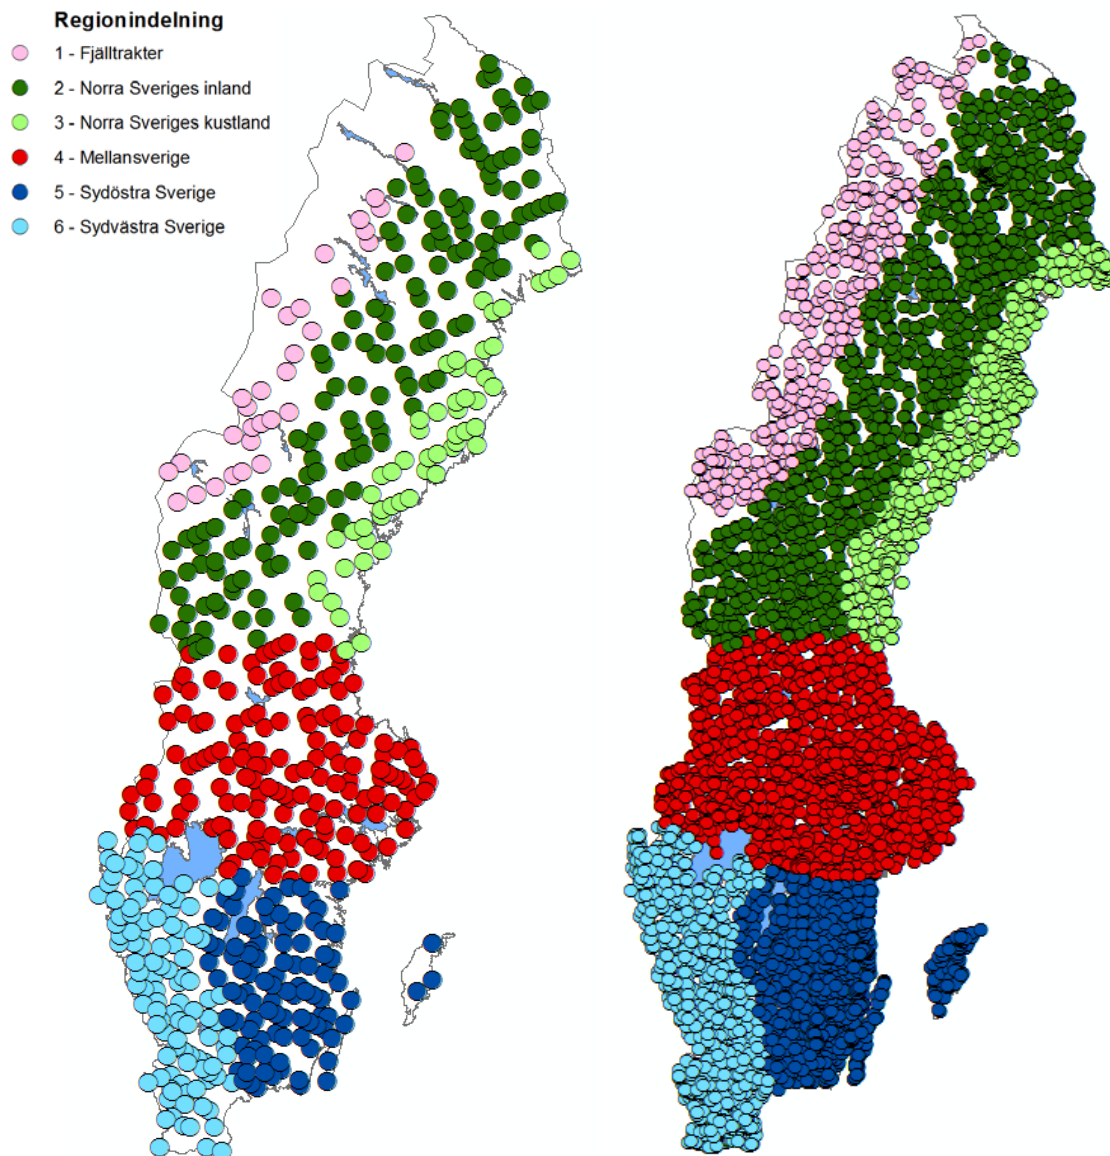 Regionindelning
1 - Fjälltrakter
2 - Norra Sveriges inland
3 - Norra Sveriges kustland
4 - Mellansverige
5 - Sydöstra Sverige
6 - Sydvästra Sverige